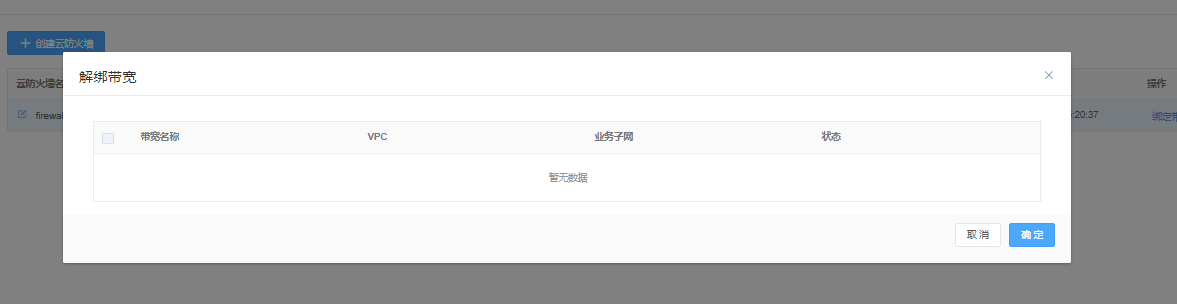 创建云防火墙
解绑带宽
云防火墙名
操作
带宽名称 VPC 业务子网 状态
firewal
:20:37
绑定带
暂无数据
取消 确定